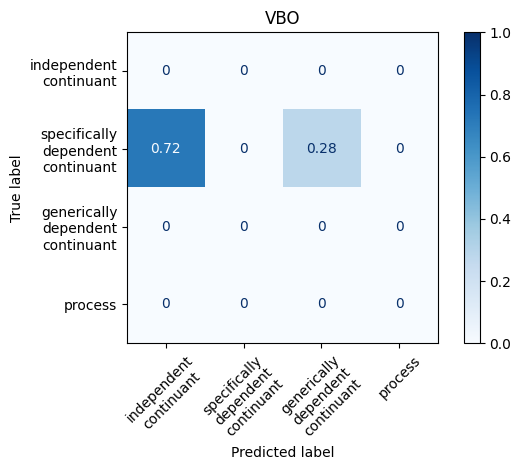 VBO
independent
continuant
0 0 0 0
specifically
dependent
continuant
0.72 0 0.28 0
generically
dependent
continuant
0 0 0 0
process
0 0 0 0
True label
independent
continuant
specifically
dependent
continuant
generically
dependent
continuant
process
Predicted label
1.0
0.8
0.6
0.4
0.2
0.0